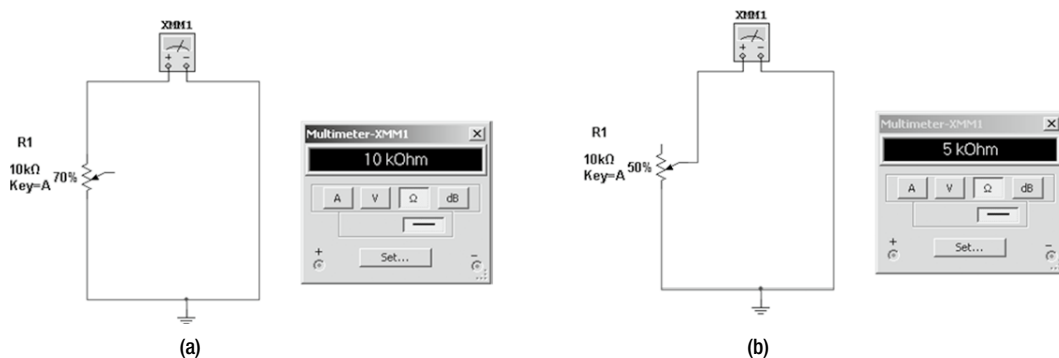 XMM1
+ −
R1
10kΩ
Key=A
70%
Multimeter-XMM1
10 kOhm
A V Ω dB
+ −
Set...
(a)
XMM1
+ −
R1
10kΩ
Key=A
50%
Multimeter-XMM1
5 kOhm
A V Ω dB
+ −
Set...
(b)